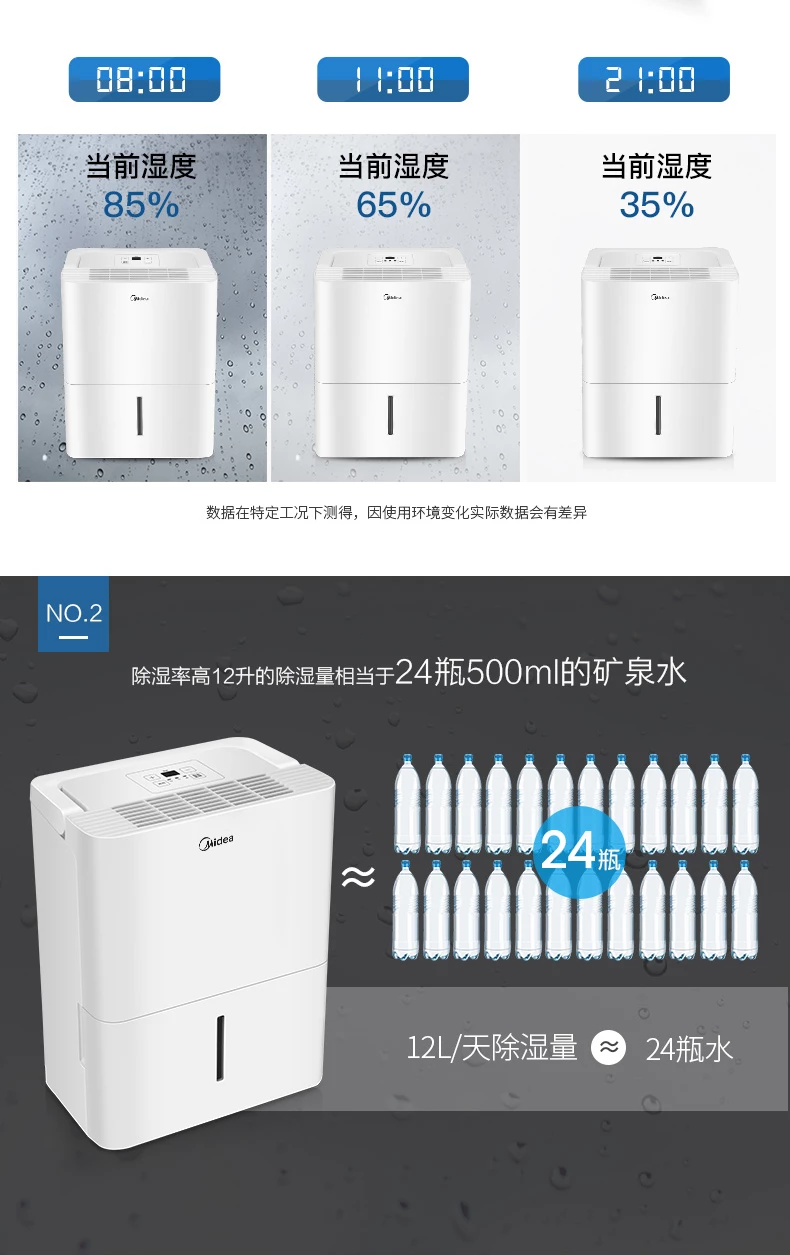 08:00
11:00
21:00
当前湿度
85%
当前湿度
65%
当前湿度
35%
Midea
Midea
Midea
数据在特定工况下测得，因使用环境变化实际数据会有差异
NO.2
除湿率高12升的除湿量相当于24瓶500ml的矿泉水
Midea
≈
24瓶
12L/天除湿量 ≈ 24瓶水